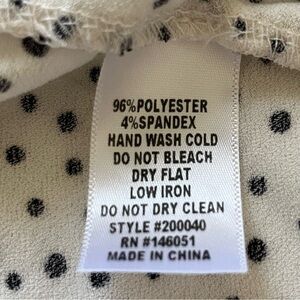 96%POLYESTER
4%SPANDEX
HAND WASH COLD
DO NOT BLEACH
DRY FLAT
LOW IRON
DO NOT DRY CLEAN
STYLE #200040
RN #146051
MADE IN CHINA